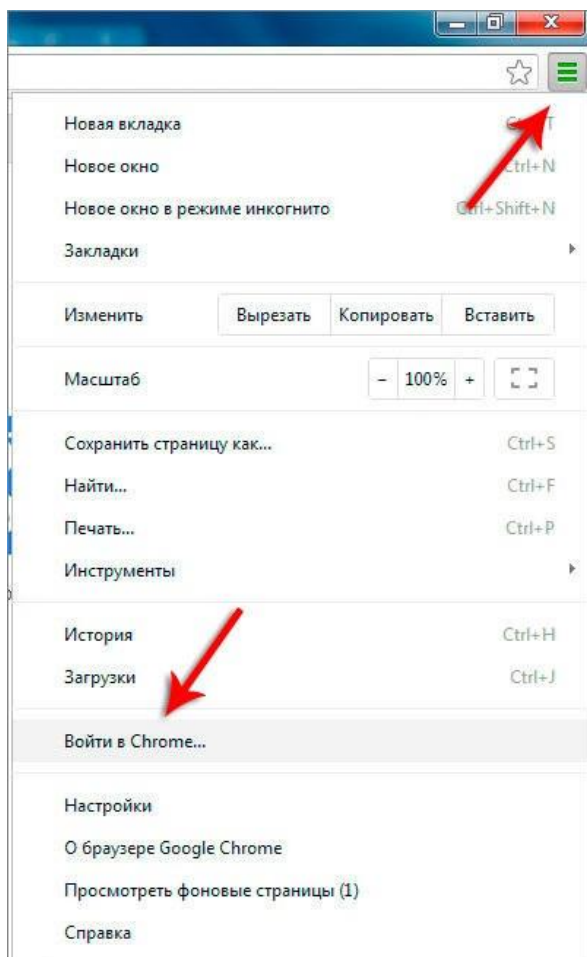 Новая вкладка
Новое окно Ctrl+N
Новое окно в режиме инкогнито Ctrl+Shift+N
Закладки
Изменить Вырезать Копировать Вставить
Масштаб – 100% +
Сохранить страницу как... Ctrl+S
Найти... Ctrl+F
Печать... Ctrl+P
Инструменты
История Ctrl+H
Загрузки Ctrl+J
Войти в Chrome...
Настройки
О браузере Google Chrome
Просмотреть фоновые страницы (1)
Справка